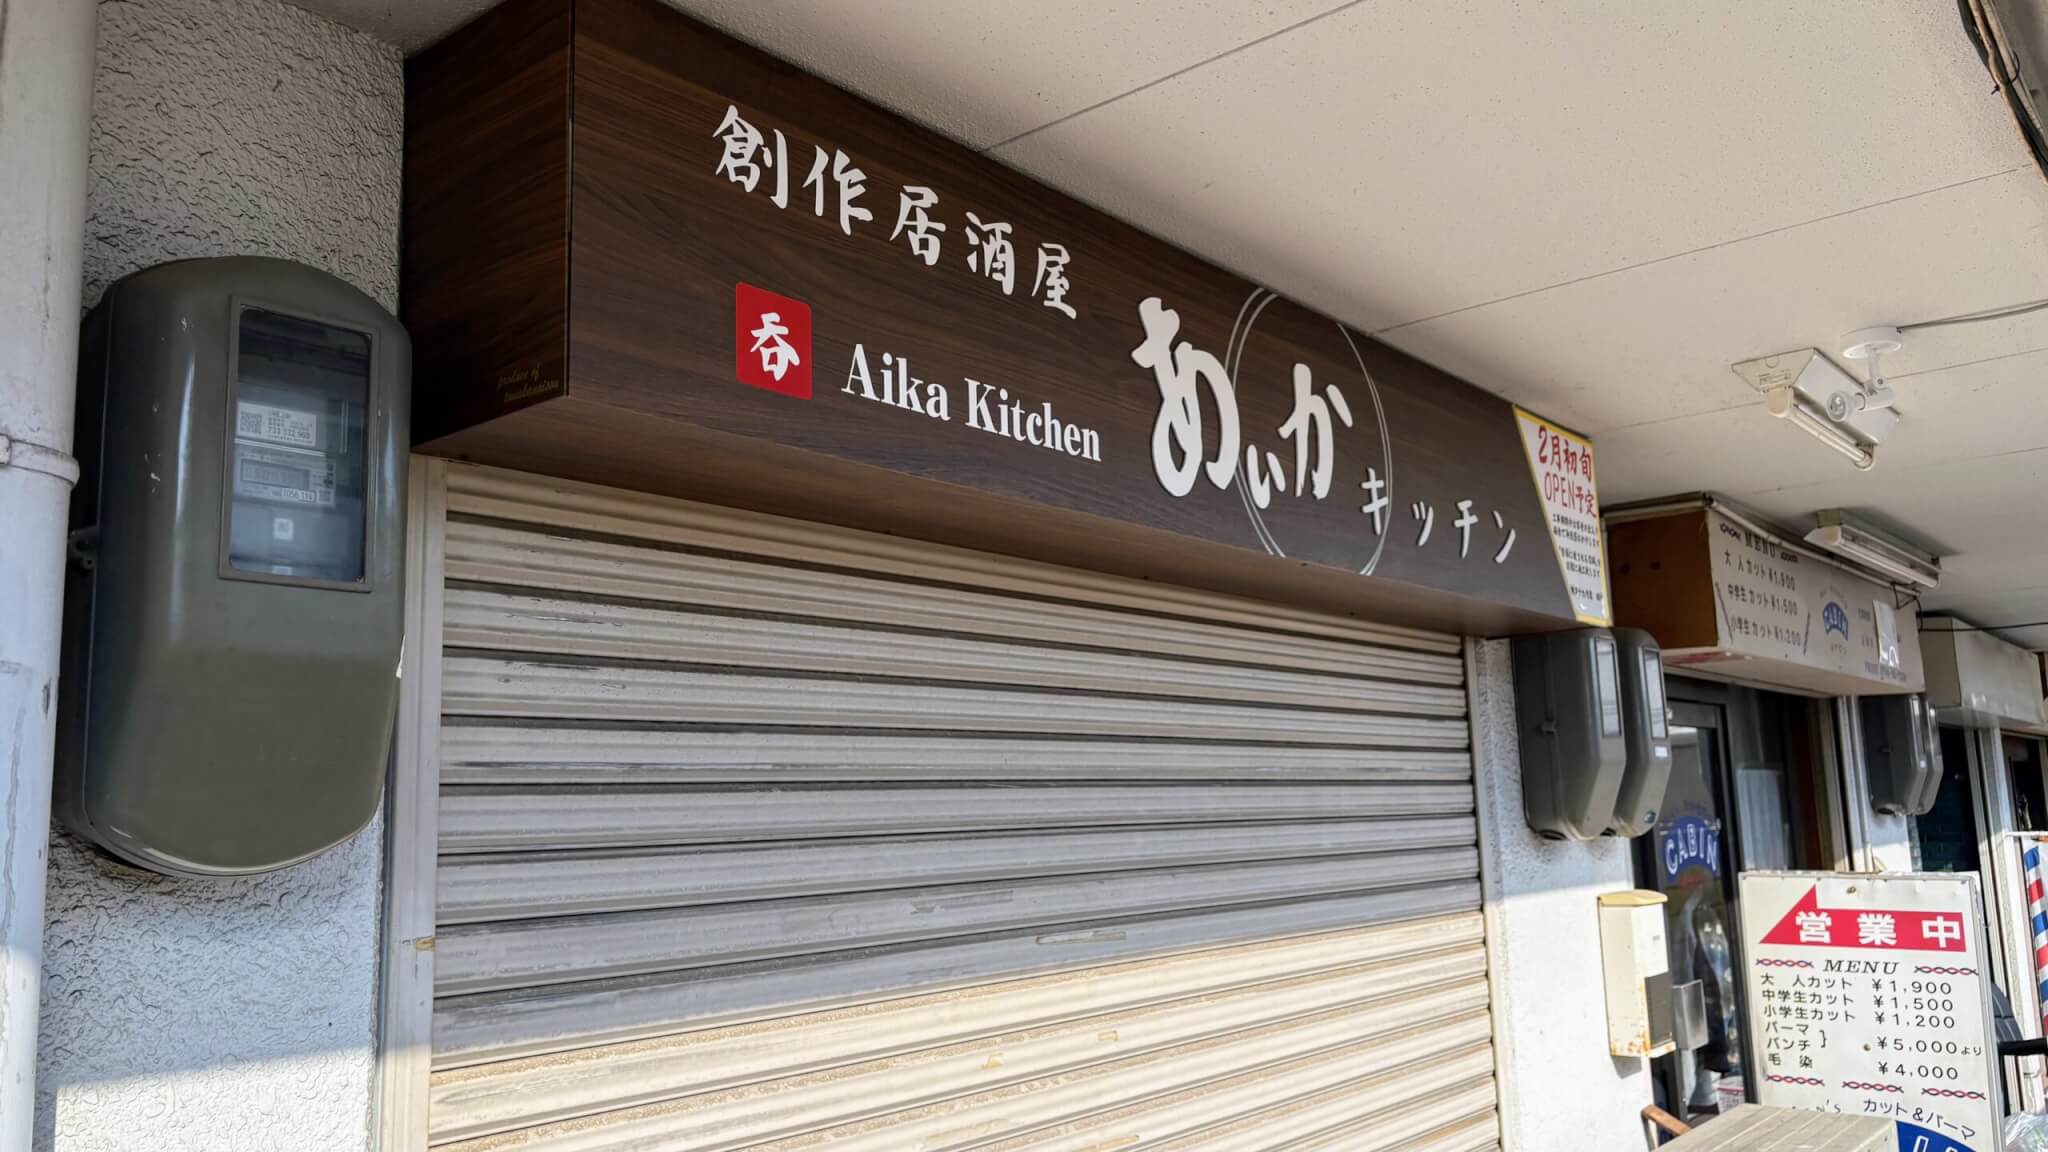 創作居酒屋
呑
Aika Kitchen
あいか
キッチン
produce of
2月初旬
OPEN予定
MENU
大人カット ¥1,900
中学生カット ¥1,500
小学生カット ¥1,200
CABIN
CABIN
営業中
MENU
大人カット ¥1,900
中学生カット ¥1,500
小学生カット ¥1,200
パーマ
パンチ } ¥5,000より
毛染 ¥4,000
カット&パーマ